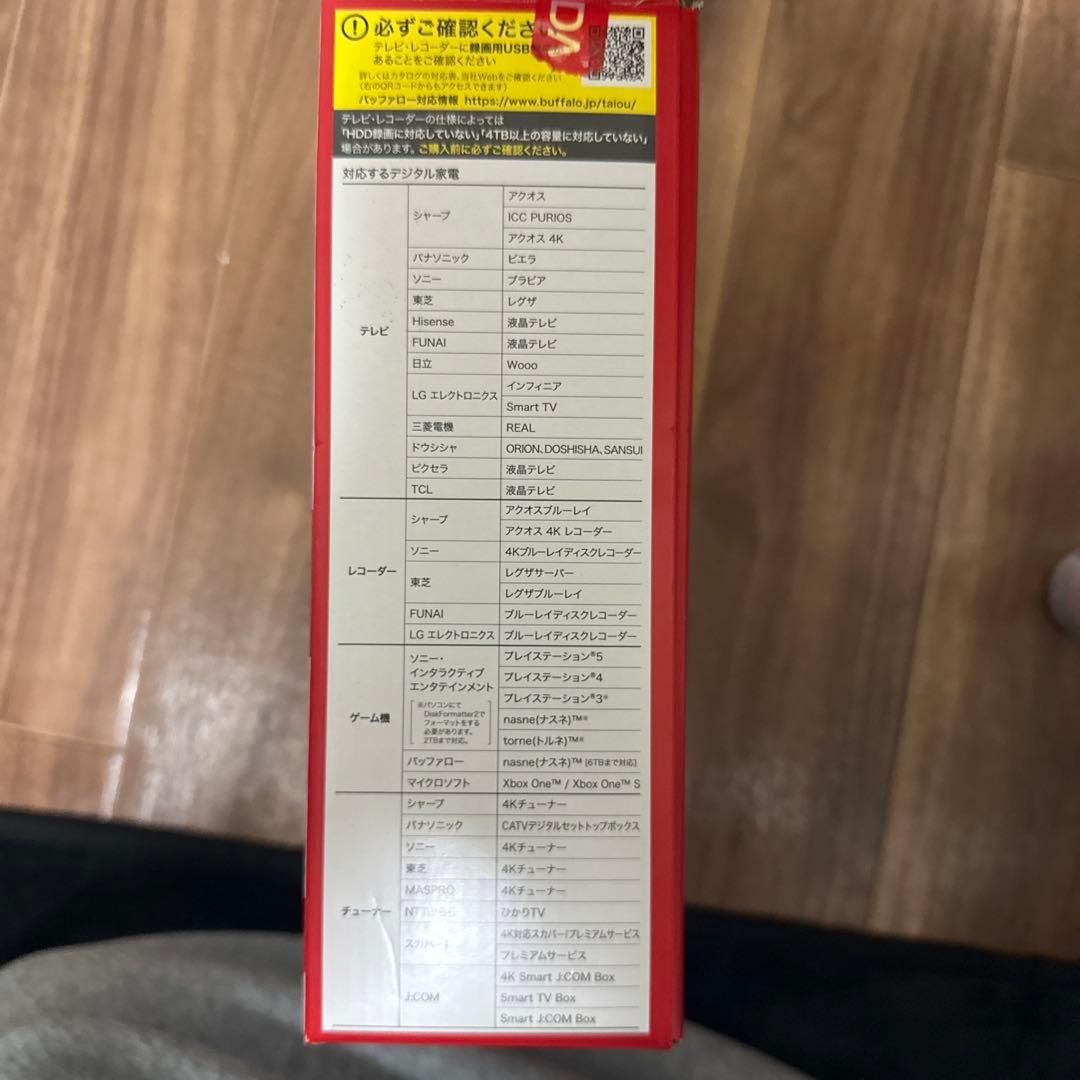 必ずご確認くださ
テレビ・レコーダーに録画用USB
あることをご確認ください
詳しくはカタログの対応表、当社Webをご確認ください
(右のQRコードからもアクセスできます)
バッファロー対応情報 https://www.buffalo.jp/taiou/
テレビ・レコーダーの仕様によっては
「HDD録画に対応していない」「4TB以上の容量に対応していない」
場合があります。ご購入前に必ずご確認ください。
対応するデジタル家電
テレビ
シャープ
アクオス
ICC PURIOS
アクオス 4K
パナソニック ビエラ
ソニー ブラビア
東芝 レグザ
Hisense 液晶テレビ
FUNAI 液晶テレビ
日立 Wooo
LG エレクトロニクス
インフィニア
Smart TV
三菱電機 REAL
ドウシシャ ORION、DOSHISHA、SANSUI
ピクセラ 液晶テレビ
TCL 液晶テレビ
レコーダー
シャープ
アクオスブルーレイ
アクオス 4K レコーダー
ソニー 4Kブルーレイディスクレコーダー
東芝
レグザサーバー
レグザブルーレイ
FUNAI ブルーレイディスクレコーダー
LG エレクトロニクス ブルーレイディスクレコーダー
ゲーム機
ソニー・
インタラクティブ
エンタテインメント
※パソコンにて
DiskFormatter2で
フォーマットをする
必要があります。
2TBまで対応。
プレイステーション®5
プレイステーション®4
プレイステーション®3※
nasne(ナスネ)™※
torne(トルネ)™※
バッファロー nasne(ナスネ)™ [6TBまで対応]
マイクロソフト Xbox One™ / Xbox One™ S
チューナー
シャープ 4Kチューナー
パナソニック CATVデジタルセットトップボックス
ソニー 4Kチューナー
東芝 4Kチューナー
MASPRO 4Kチューナー
NTTぷらら ひかりTV
スカパー!
4K対応スカパー!プレミアムサービス
プレミアムサービス
J:COM
4K Smart J:COM Box
Smart TV Box
Smart J:COM Box